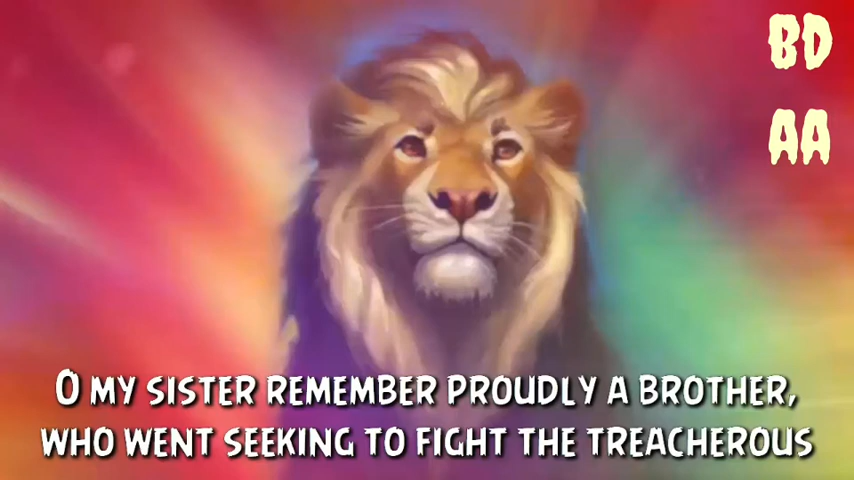 BD
AA
O MY SISTER REMEMBER PROUDLY A BROTHER,
WHO WENT SEEKING TO FIGHT THE TREACHEROUS